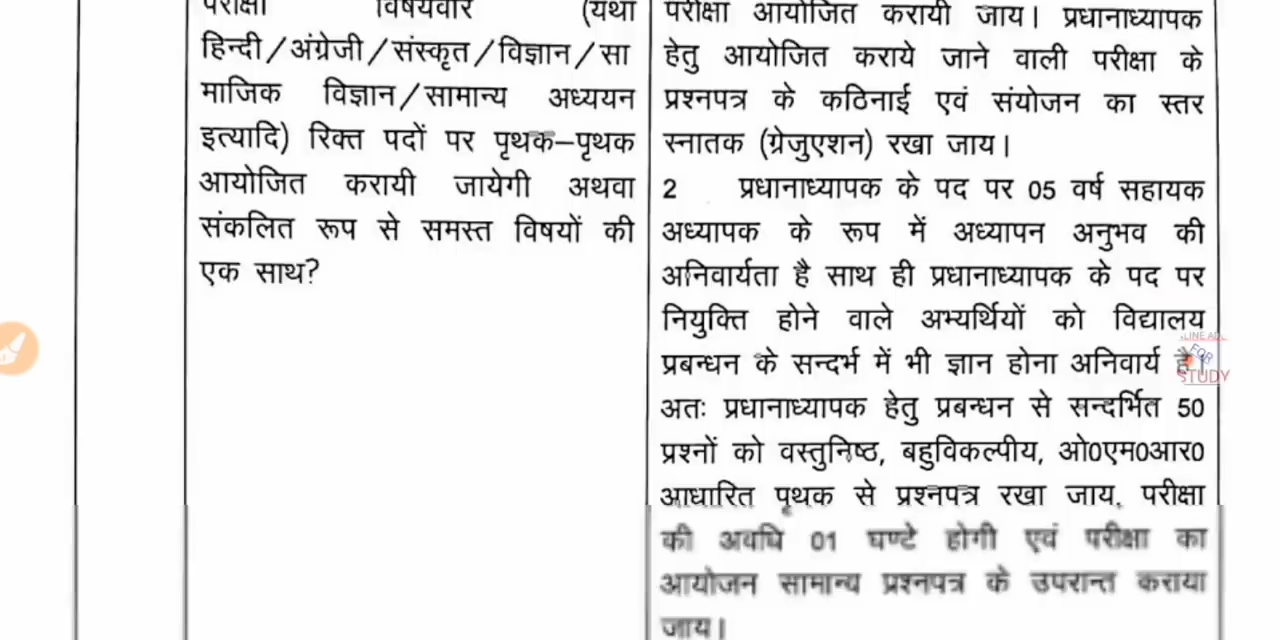 परीक्षा विषयवार (यथा
हिन्दी/अंग्रेजी/संस्कृत/विज्ञान/सा
माजिक विज्ञान/सामान्य अध्ययन
इत्यादि) रिक्त पदों पर पृथक–पृथक
आयोजित करायी जायेगी अथवा
संकलित रूप से समस्त विषयों की
एक साथ?
परीक्षा आयोजित करायी जाय। प्रधानाध्यापक
हेतु आयोजित कराये जाने वाली परीक्षा के
प्रश्नपत्र के कठिनाई एवं संयोजन का स्तर
स्नातक (ग्रेजुएशन) रखा जाय।
2 प्रधानाध्यापक के पद पर 05 वर्ष सहायक
अध्यापक के रूप में अध्यापन अनुभव की
अनिवार्यता है साथ ही प्रधानाध्यापक के पद पर
नियुक्ति होने वाले अभ्यर्थियों को विद्यालय
प्रबन्धन के सन्दर्भ में भी ज्ञान होना अनिवार्य है।
अतः प्रधानाध्यापक हेतु प्रबन्धन से सन्दर्भित 50
प्रश्नों को वस्तुनिष्ठ, बहुविकल्पीय, ओ0एम0आर0
आधारित पृथक से प्रश्नपत्र रखा जाय, परीक्षा
की अवधि 01 घण्टे होगी एवं परीक्षा का
आयोजन सामान्य प्रश्नपत्र के उपरान्त कराया
जाय।
FOR
STUDY